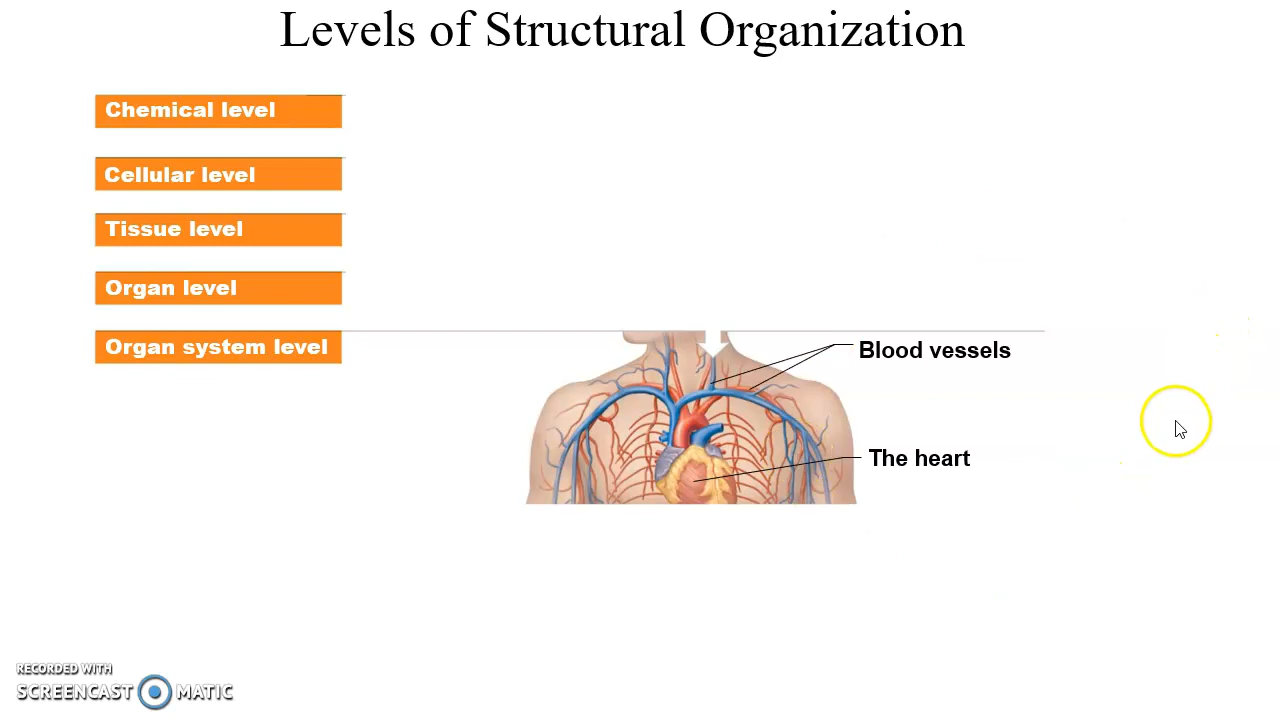 Levels of Structural Organization
Chemical level
Cellular level
Tissue level
Organ level
Organ system level
Blood vessels
The heart
RECORDED WITH
SCREENCAST MATIC